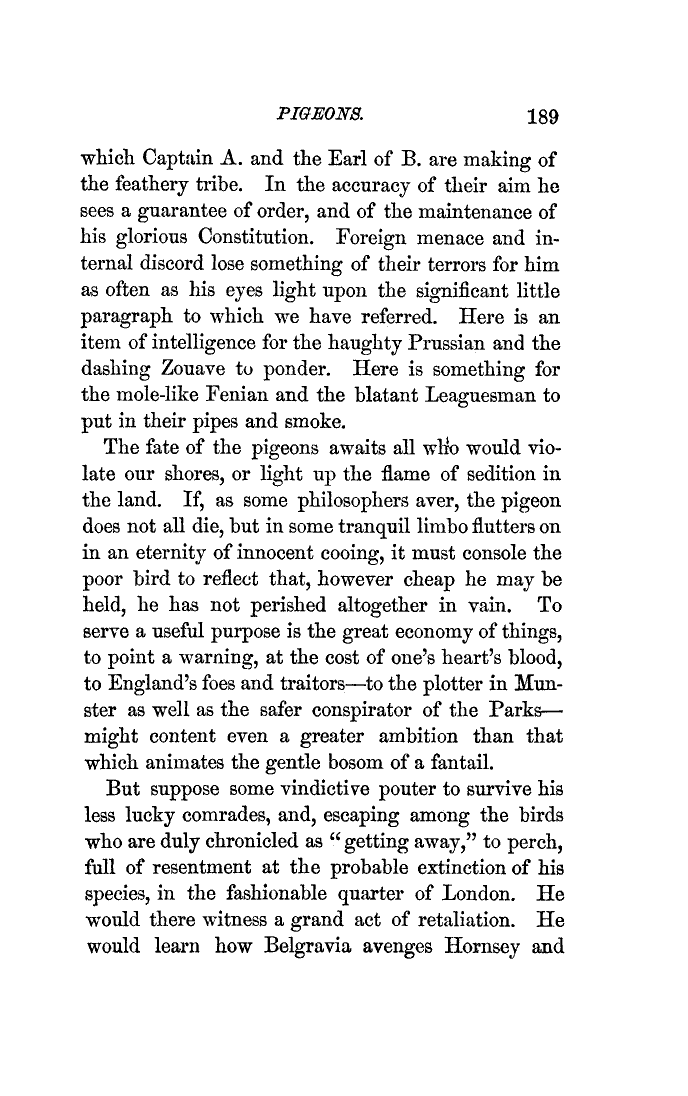 PIGEONS. 189
which Captain A. and the Earl of B. are making of
the feathery tribe. In the accuracy of their aim he
sees a guarantee of order, and of the maintenance of
his glorious Constitution. Foreign menace and in-
ternal discord lose something of their terrors for him
as often as his eyes light upon the significant little
paragraph to which we have referred. Here is an
item of intelligence for the haughty Prussian and the
dashing Zouave to ponder. Here is something for
the mole-like Fenian and the blatant Leaguesman to
put in their pipes and smoke.
The fate of the pigeons awaits all who would vio-
late our shores, or light up the flame of sedition in
the land. If, as some philosophers aver, the pigeon
does not all die, but in some tranquil limbo flutters on
in an eternity of innocent cooing, it must console the
poor bird to reflect that, however cheap he may be
held, he has not perished altogether in vain. To
serve a useful purpose is the great economy of things,
to point a warning, at the cost of one's heart's blood,
to England's foes and traitors—to the plotter in Mun-
ster as well as the safer conspirator of the Parks—
might content even a greater ambition than that
which animates the gentle bosom of a fantail.
But suppose some vindictive pouter to survive his
less lucky comrades, and, escaping among the birds
who are duly chronicled as "getting away," to perch,
full of resentment at the probable extinction of his
species, in the fashionable quarter of London. He
would there witness a grand act of retaliation. He
would learn how Belgravia avenges Hornsey and